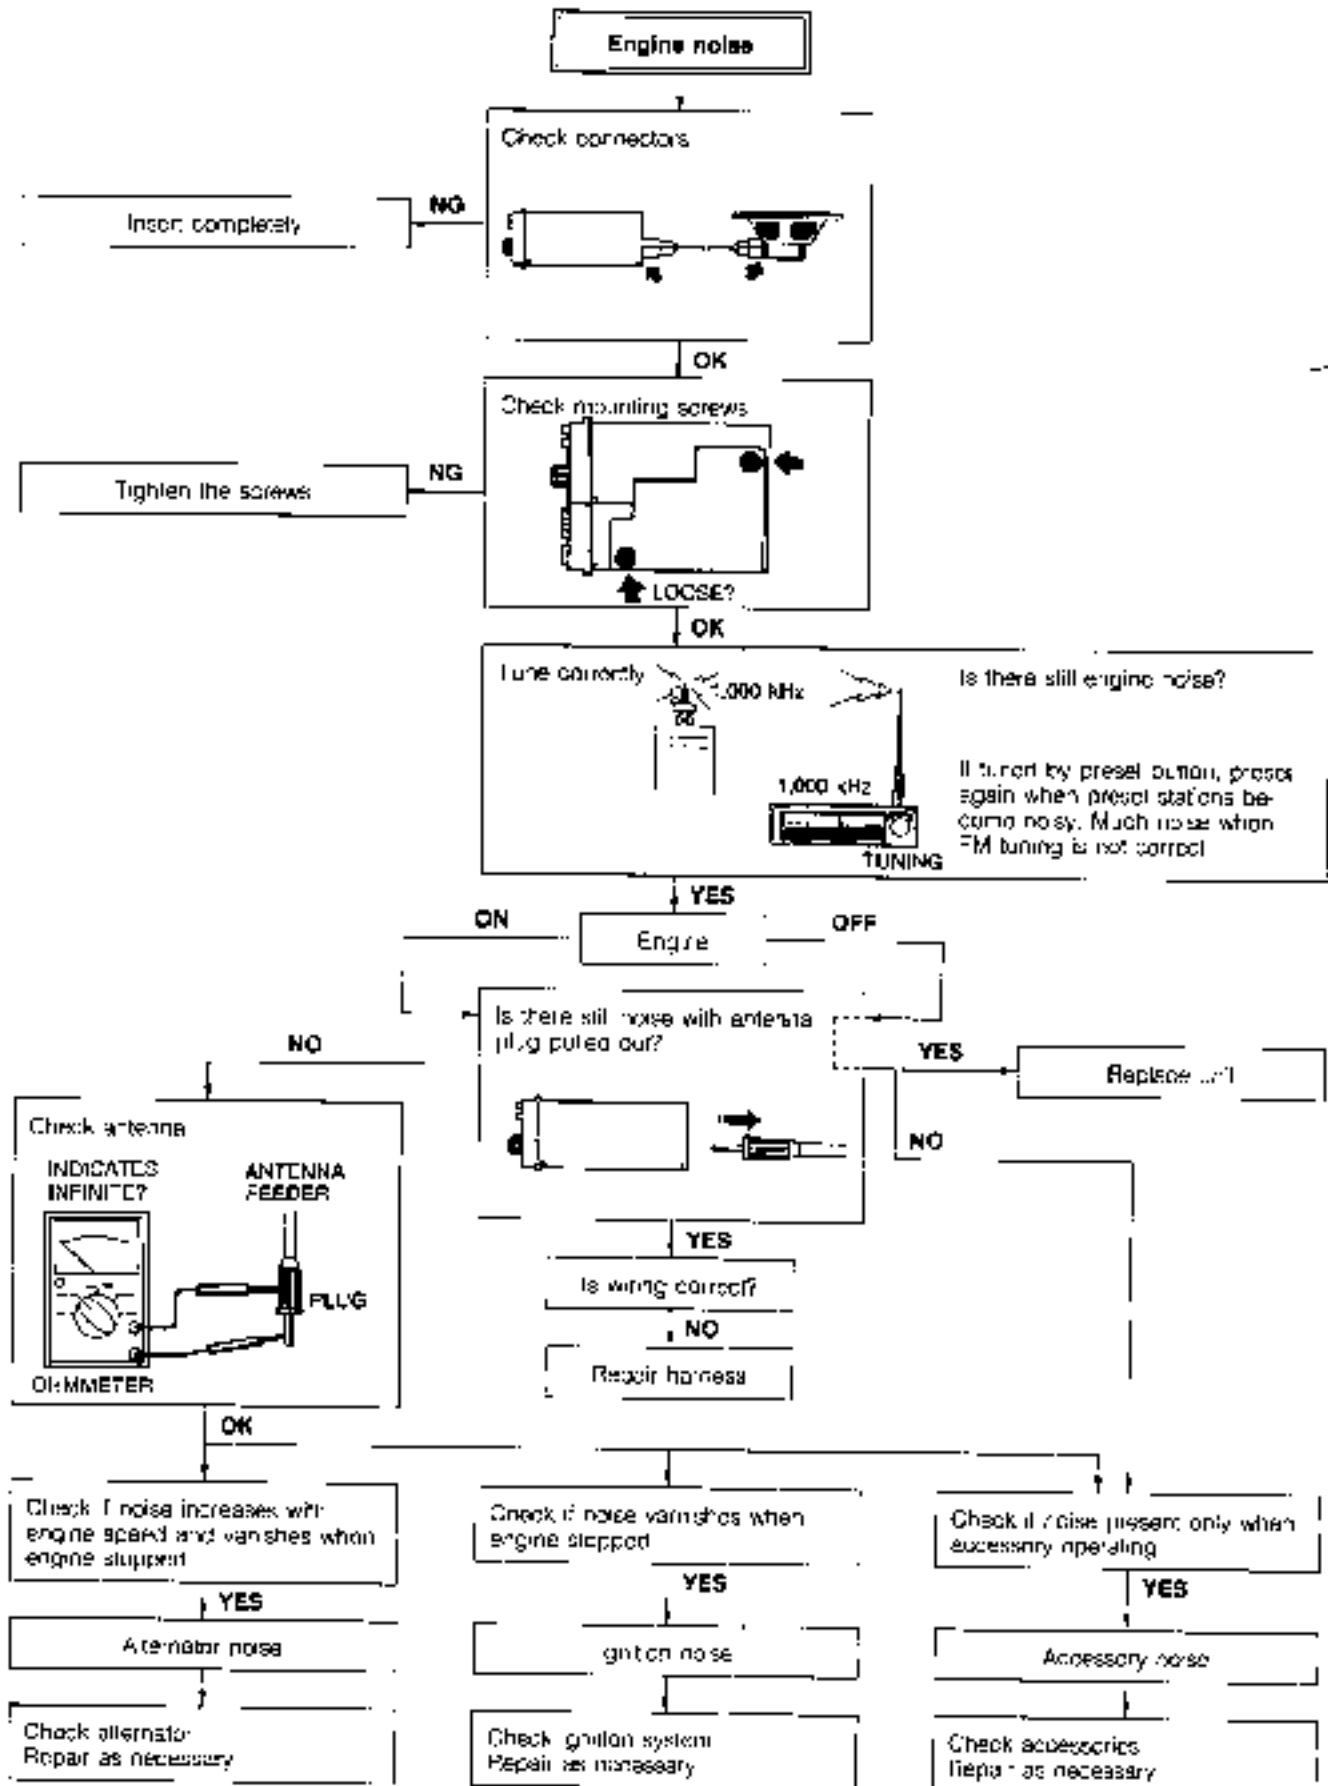 Engine noise
Check connectors
NG
Insert completely
OK
Check mounting screws
NG
Tighten the screws
LOOSE?
OK
Tune correctly
1,000 kHz
Is there still engine noise?
1,000 kHz
If tuned by preset button, preset
again when preset stations be-
come noisy. Much noise when
FM tuning is not correct
TUNING
YES
ON
Engine
OFF
Is there still noise with antenna
plug pulled out?
NO
YES
Replace unit
NO
Check antenna
INDICATES
INFINITE?
ANTENNA
FEEDER
PLUG
OHMMETER
YES
Is wiring correct?
NO
Repair harness
OK
Check if noise increases with
engine speed and vanishes when
engine stopped
Check if noise vanishes when
engine stopped
Check if noise present only when
accessory operating
YES
YES
YES
Alternator noise
Ignition noise
Accessory noise
Check alternator
Repair as necessary
Check ignition system
Repair as necessary
Check accessories
Repair as necessary